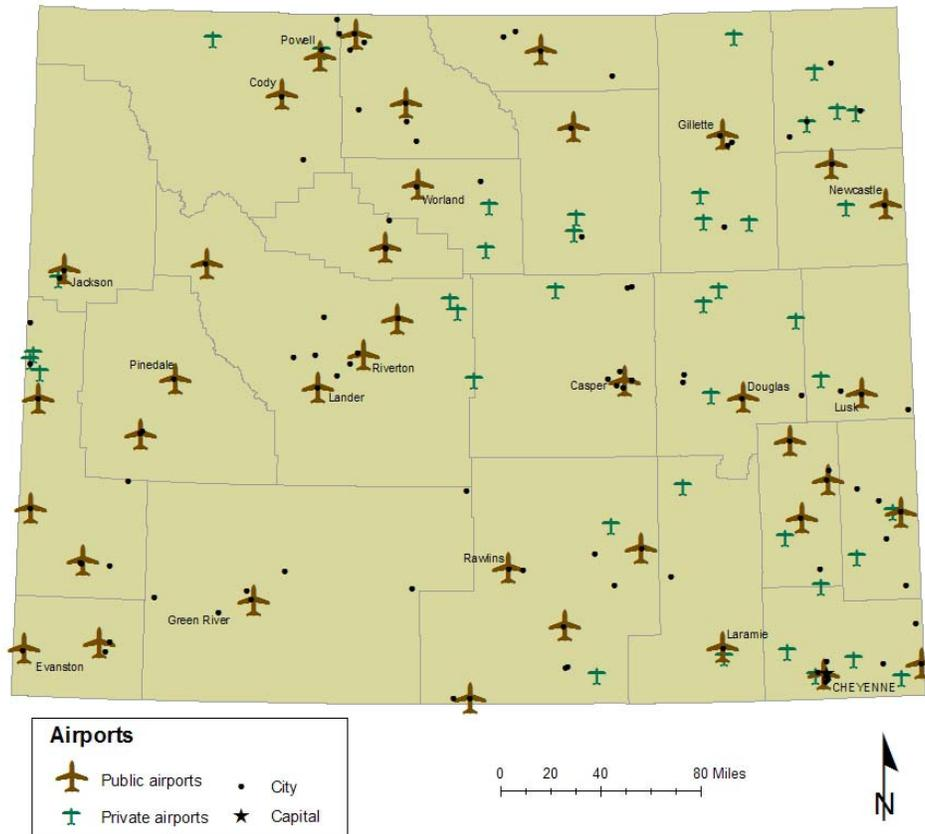 Powell
Cody
Gillette
Worland
Newcastle
Jackson
Pinedale
Riverton
Lander
Casper
Douglas
Lusk
Rawlins
Green River
Laramie
Evanston
CHEYENNE
Airports
Public airports
City
Private airports
Capital
0 20 40 80 Miles
N